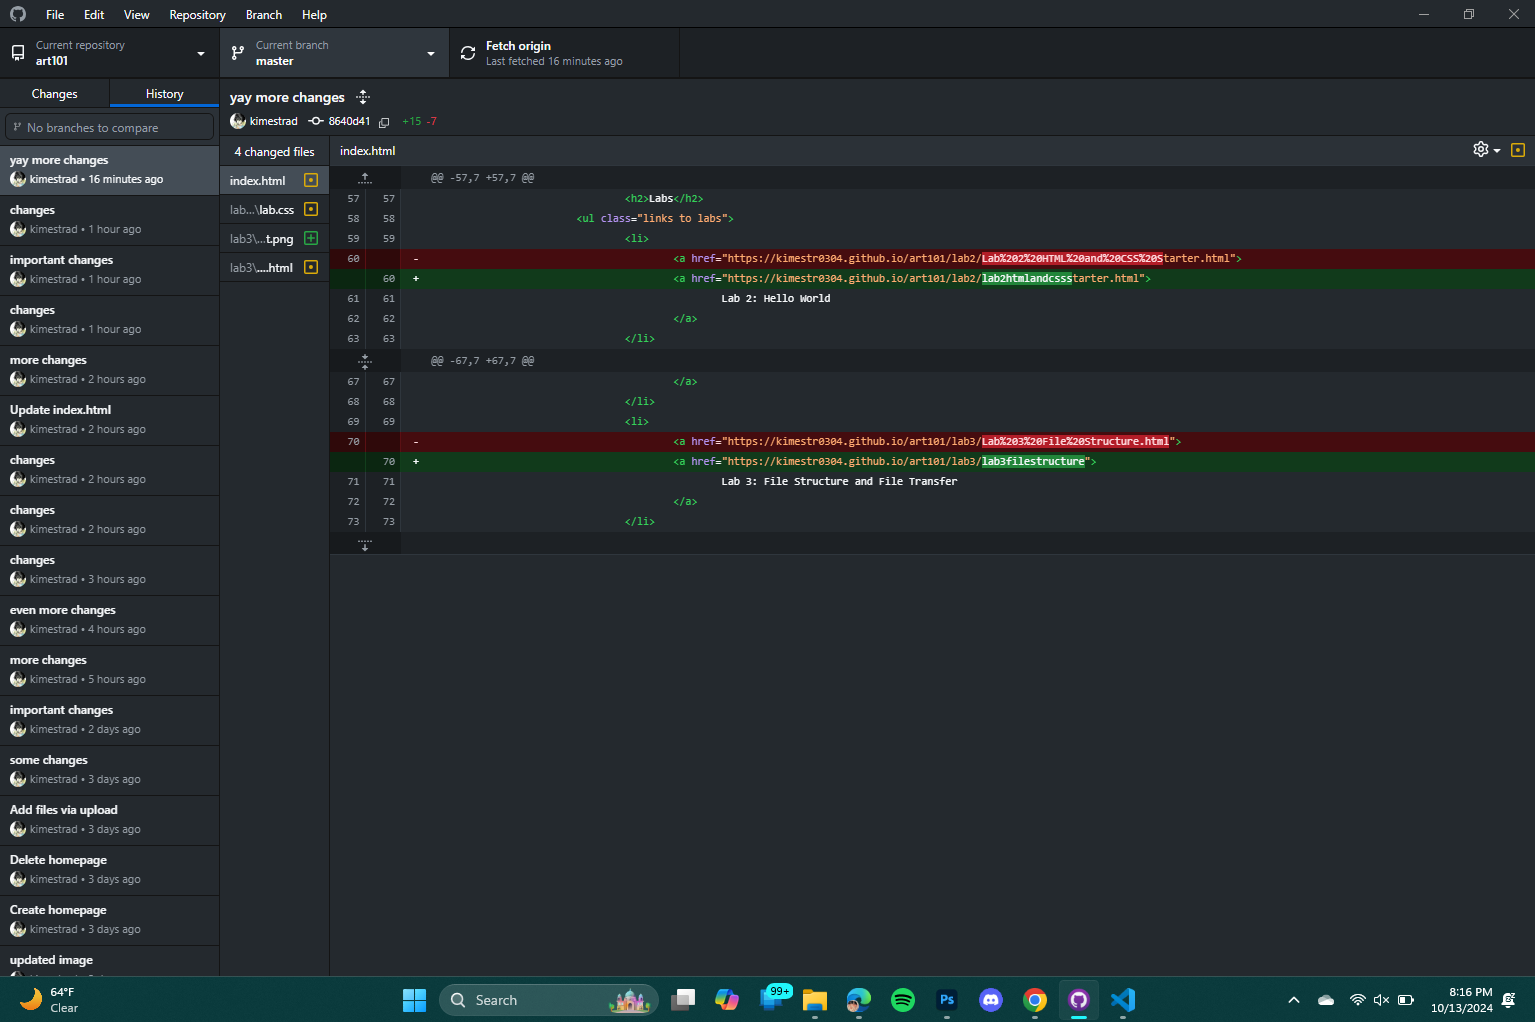 File Edit View Repository Branch Help
Current repository
art101
Current branch
master
Fetch origin
Last fetched 16 minutes ago
Changes History
No branches to compare
yay more changes
kimestrad • 16 minutes ago
changes
kimestrad • 1 hour ago
important changes
kimestrad • 1 hour ago
changes
kimestrad • 1 hour ago
more changes
kimestrad • 2 hours ago
Update index.html
kimestrad • 2 hours ago
changes
kimestrad • 2 hours ago
changes
kimestrad • 2 hours ago
changes
kimestrad • 3 hours ago
even more changes
kimestrad • 4 hours ago
more changes
kimestrad • 5 hours ago
important changes
kimestrad • 2 days ago
some changes
kimestrad • 3 days ago
Add files via upload
kimestrad • 3 days ago
Delete homepage
kimestrad • 3 days ago
Create homepage
kimestrad • 3 days ago
updated image
yay more changes
kimestrad 8640d41 +15 -7
4 changed files
index.html
lab...\lab.css
lab3\...t.png
lab3\....html
index.html
@@ -57,7 +57,7 @@
57 57 <h2>Labs</h2>
58 58 <ul class="links to labs">
59 59 <li>
60 - <a href="https://kimestr0304.github.io/art101/lab2/Lab%202%20HTML%20and%20CSS%20Starter.html">
60 + <a href="https://kimestr0304.github.io/art101/lab2/lab2htmlandcssstarter.html">
61 61 Lab 2: Hello World
62 62 </a>
63 63 </li>
@@ -67,7 +67,7 @@
67 67 </a>
68 68 </li>
69 69 <li>
70 - <a href="https://kimestr0304.github.io/art101/lab3/Lab%203%20File%20Structure.html">
70 + <a href="https://kimestr0304.github.io/art101/lab3/lab3filestructure">
71 71 Lab 3: File Structure and File Transfer
72 72 </a>
73 73 </li>
64°F
Clear
Search
99+
Ps
8:16 PM
10/13/2024